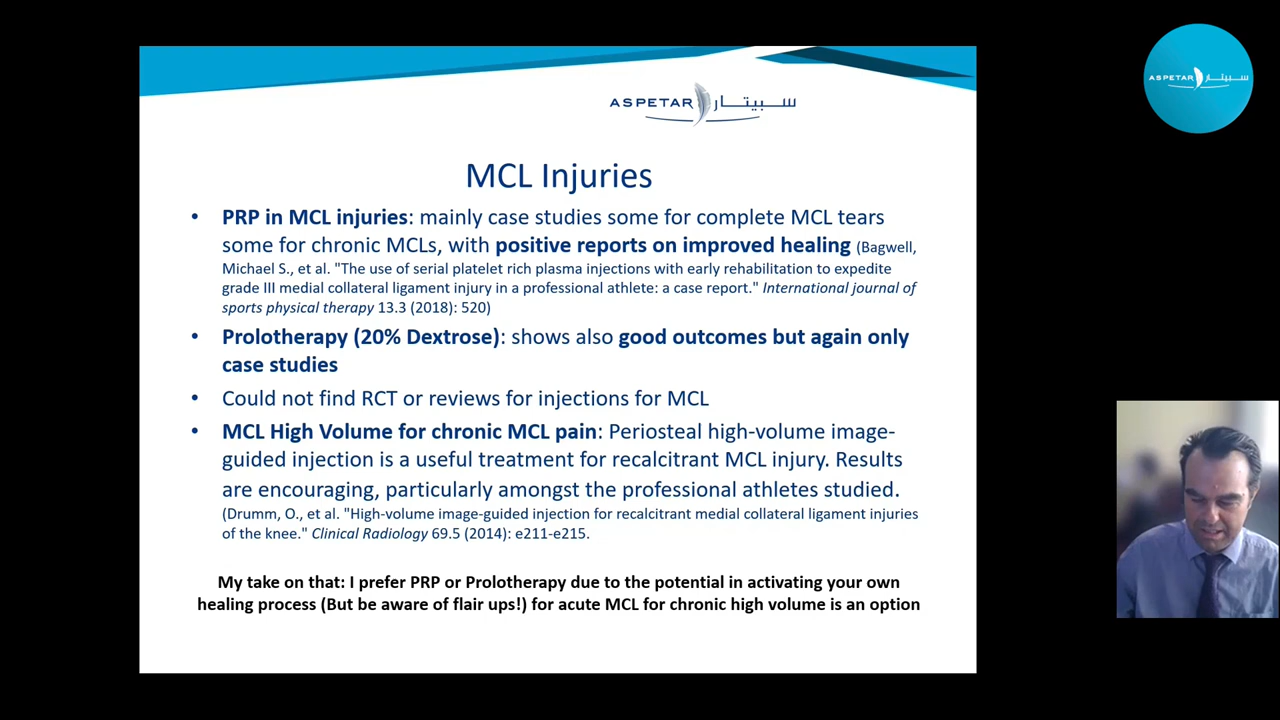 ASPETAR سبيتار
ASPETAR سبيتار
MCL Injuries
• PRP in MCL injuries: mainly case studies some for complete MCL tears
some for chronic MCLs, with positive reports on improved healing (Bagwell,
Michael S., et al. "The use of serial platelet rich plasma injections with early rehabilitation to expedite
grade III medial collateral ligament injury in a professional athlete: a case report." International journal of
sports physical therapy 13.3 (2018): 520)
• Prolotherapy (20% Dextrose): shows also good outcomes but again only
case studies
• Could not find RCT or reviews for injections for MCL
• MCL High Volume for chronic MCL pain: Periosteal high-volume image-
guided injection is a useful treatment for recalcitrant MCL injury. Results
are encouraging, particularly amongst the professional athletes studied.
(Drumm, O., et al. "High-volume image-guided injection for recalcitrant medial collateral ligament injuries
of the knee." Clinical Radiology 69.5 (2014): e211-e215.
My take on that: I prefer PRP or Prolotherapy due to the potential in activating your own
healing process (But be aware of flair ups!) for acute MCL for chronic high volume is an option